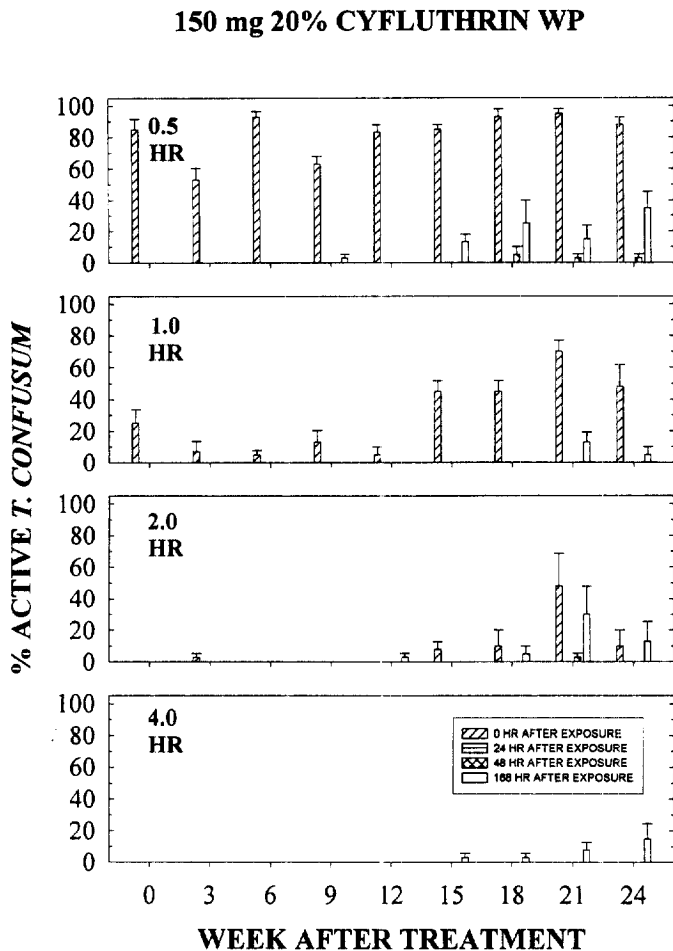 150 mg 20% CYFLUTHRIN WP
100
80
60
40
20
0
0.5
HR
100
80
60
40
20
0
1.0
HR
100
80
60
40
20
0
2.0
HR
100
80
60
40
20
0
4.0
HR
0 HR AFTER EXPOSURE
24 HR AFTER EXPOSURE
48 HR AFTER EXPOSURE
168 HR AFTER EXPOSURE
% ACTIVE T. CONFUSUM
0 3 6 9 12 15 18 21 24
WEEK AFTER TREATMENT